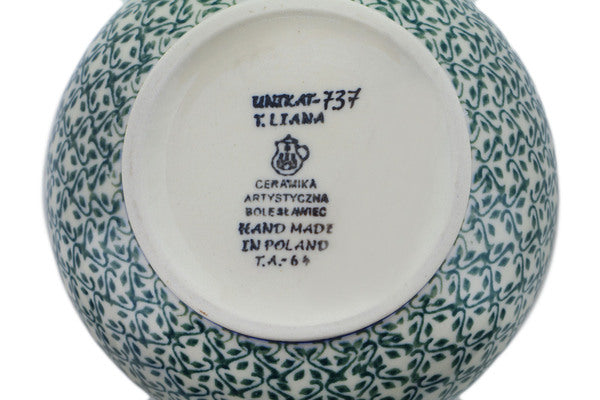 UNIKAT-737
T. LIANA
CERAMIKA
ARTYSTYCZNA
BOLESŁAWIEC
HAND MADE
IN POLAND
T.A.-64